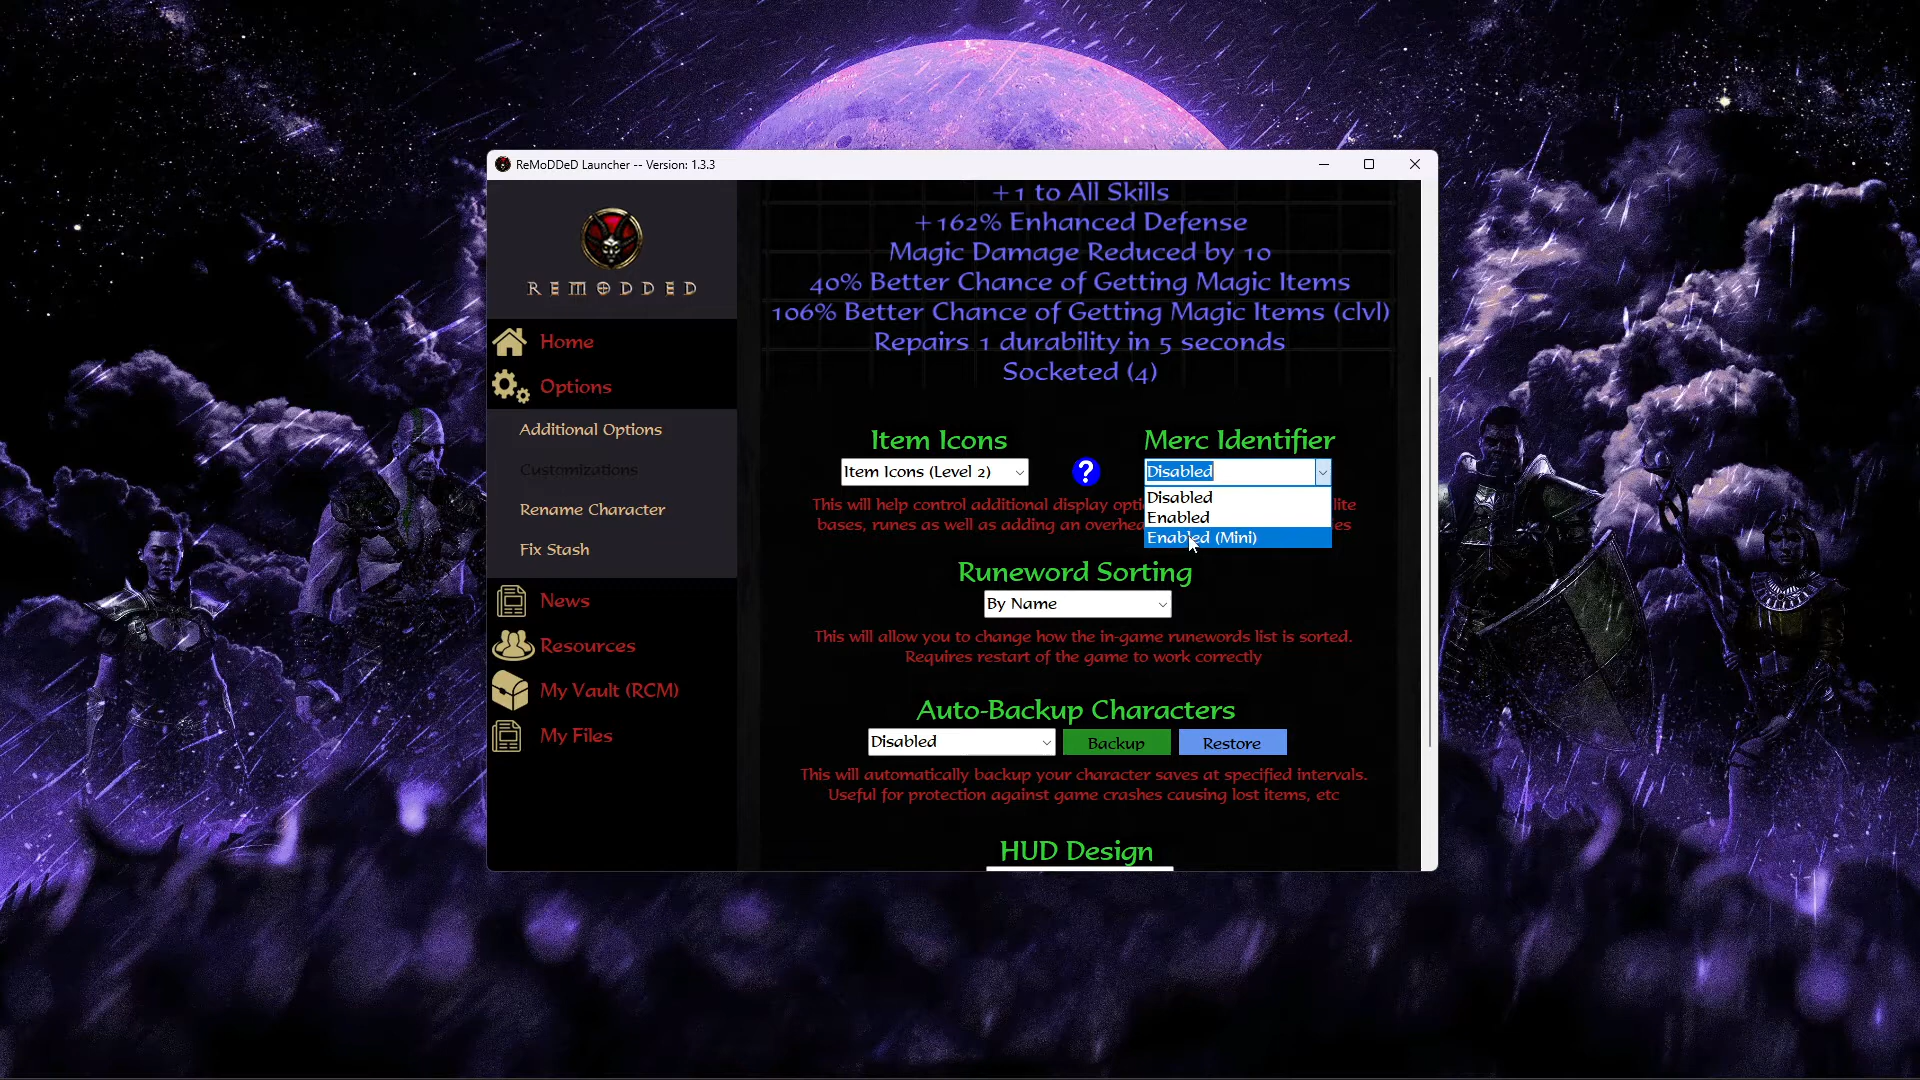 ReMoDDeD Launcher -- Version: 1.3.3
REMODDED
Home
Options
Additional Options
Customizations
Rename Character
Fix Stash
News
Resources
My Vault (RCM)
My Files
+1 to All Skills
+162% Enhanced Defense
Magic Damage Reduced by 10
40% Better Chance of Getting Magic Items
106% Better Chance of Getting Magic Items (clvl)
Repairs 1 durability in 5 seconds
Socketed (4)
Item Icons
Item Icons (Level 2)
?
Merc Identifier
Disabled
Disabled
Enabled
Enabled (Mini)
This will help control additional display
bases, runes as well as adding an
Runeword Sorting
By Name
This will allow you to change how the in-game runewords list is sorted.
Requires restart of the game to work correctly
Auto-Backup Characters
Disabled
Backup
Restore
This will automatically backup your character saves at specified intervals.
Useful for protection against game crashes causing lost items, etc
HUD Design